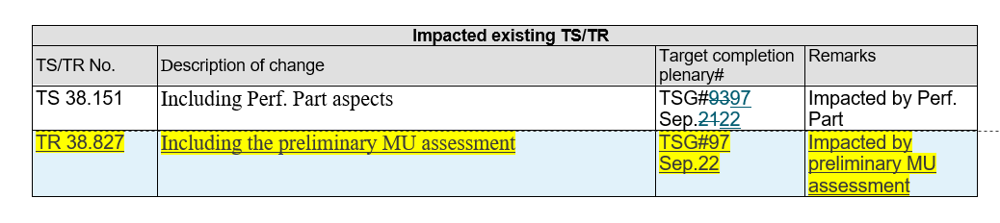 Impacted existing TS/TR
TS/TR No.
Description of change
Target completion
plenary#
Remarks
TS 38.151
Including Perf. Part aspects
TSG#9397
Sep.2122
Impacted by Perf.
Part
TR 38.827
Including the preliminary MU assessment
TSG#97
Sep.22
Impacted by
preliminary MU
assessment